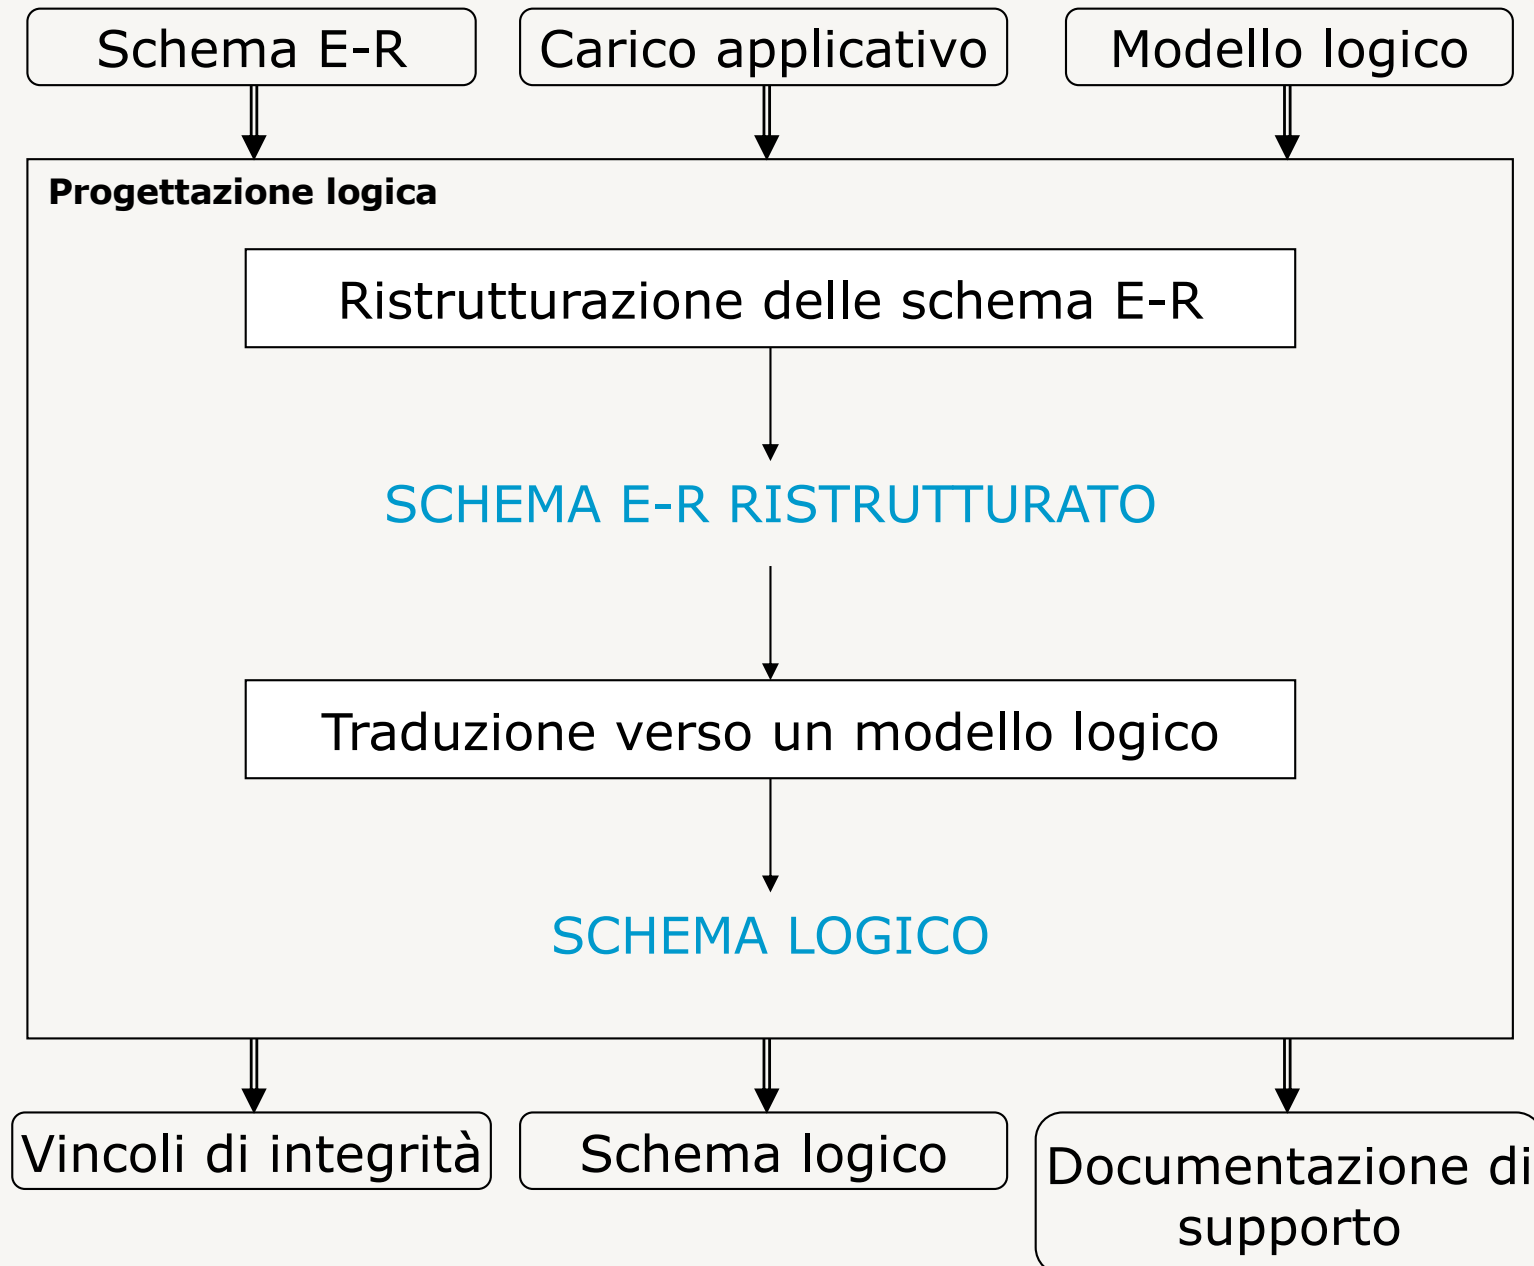 Schema E-R
Carico applicativo
Modello logico
Progettazione logica
Ristrutturazione delle schema E-R
SCHEMA E-R RISTRUTTURATO
Traduzione verso un modello logico
SCHEMA LOGICO
Vincoli di integrità
Schema logico
Documentazione di
supporto